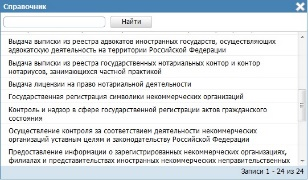 Справочник
Найти
Выдача выписки из реестра адвокатов иностранных государств, осуществляющих
адвокатскую деятельность на территории Российской Федерации
Выдача выписки из реестра государственных нотариальных контор и контор
нотариусов, занимающихся частной практикой
Выдача лицензии на право нотариальной деятельности
Государственная регистрация символики некоммерческих организаций
Контроль и надзор в сфере государственной регистрации актов гражданского
состояния
Осуществление контроля за соответствием деятельности некоммерческих
организаций уставным целям и законодательству Российской Федерации
Предоставление информации о зарегистрированных некоммерческих организациях,
филиалах и представительствах иностранных некоммерческих неправительственных
Записи 1 - 24 из 24